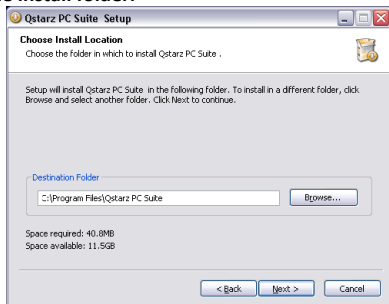 Qstarz PC Suite Setup
Choose Install Location
Choose the folder in which to install Qstarz PC Suite .
Setup will install Qstarz PC Suite in the following folder. To install in a different folder, click
Browse and select another folder. Click Next to continue.
Destination Folder
C:\Program Files\Qstarz PC Suite
Browse...
Space required: 40.8MB
Space available: 11.5GB
< Back
Next >
Cancel